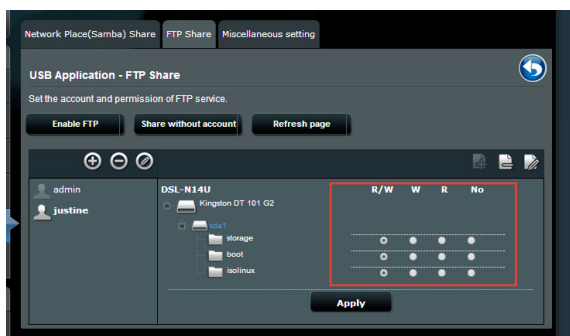 Network Place(Samba) Share FTP Share Miscellaneous setting
USB Application - FTP Share
Set the account and permission of FTP service.
Enable FTP Share without account Refresh page
admin
justine
DSL-N14U R/W W R No
Kingston DT 101 G2
sda1
storage
boot
isolinux
Apply